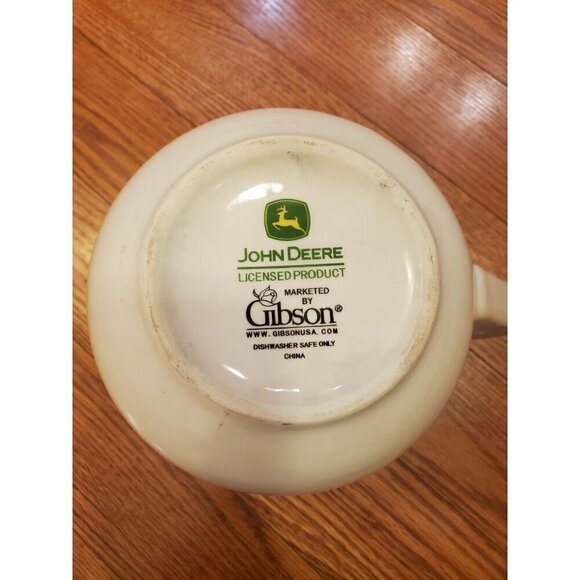 JOHN DEERE
LICENSED PRODUCT
MARKETED
BY
Gibson®
WWW.GIBSONUSA.COM
DISHWASHER SAFE ONLY
CHINA